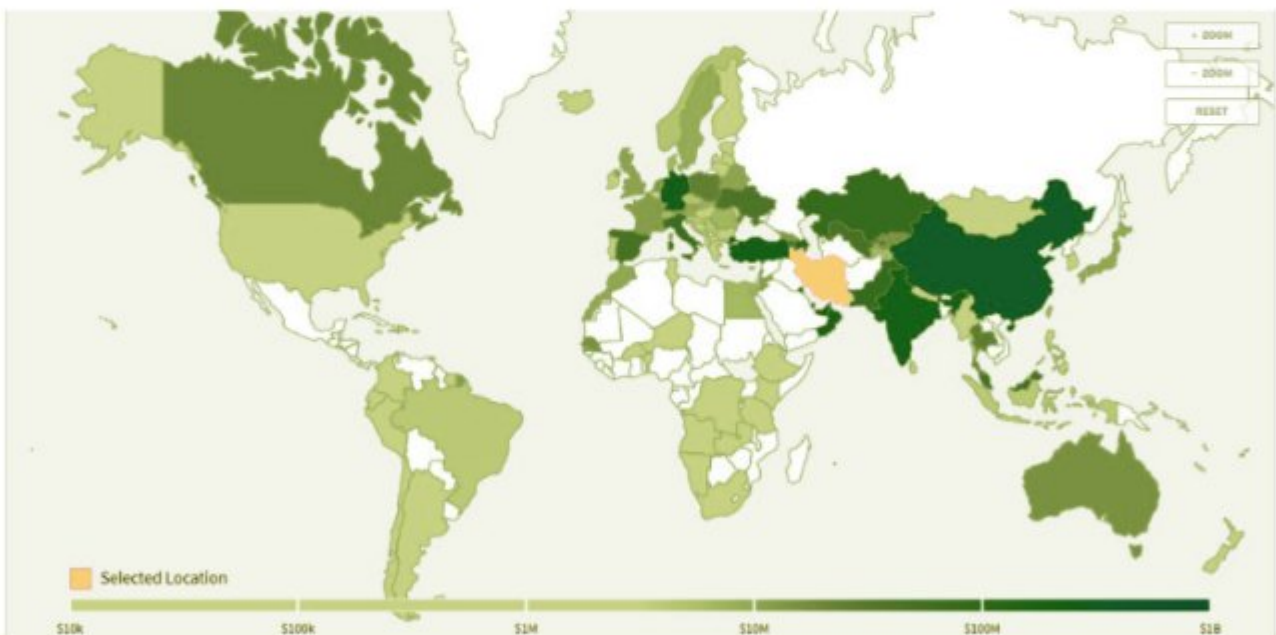 + ZOOM
- ZOOM
RESET
Selected Location
$10k $100k $1M $10M $100M $1B